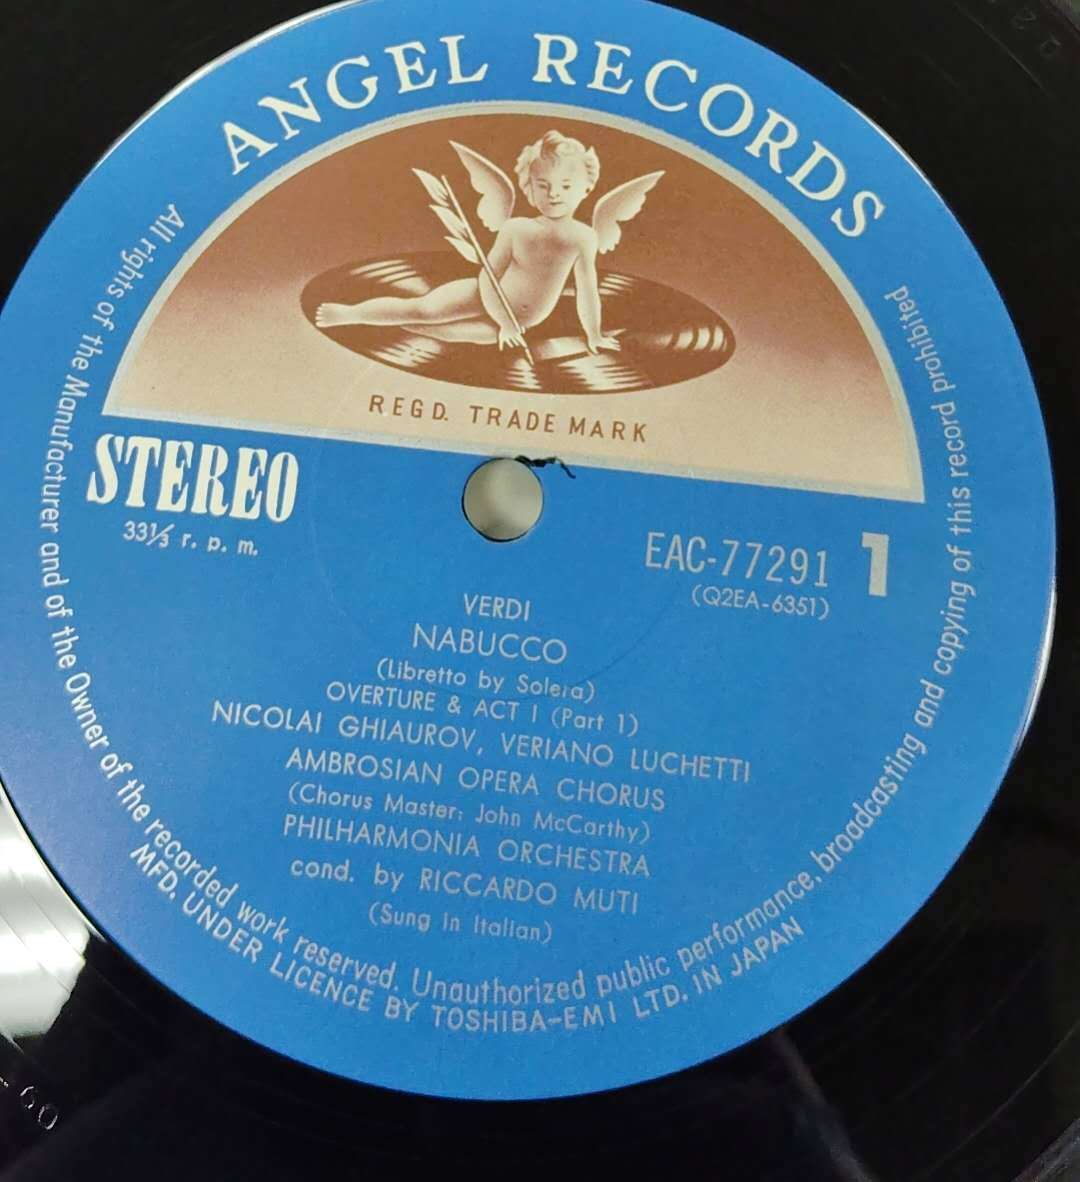 ANGEL RECORDS
REGD. TRADE MARK
STEREO
33⅓ r. p. m.
EAC-77291 1
(Q2EA-6351)
VERDI
NABUCCO
(Libretto by Solera)
OVERTURE & ACT I (Part 1)
NICOLAI GHIAUROV, VERIANO LUCHETTI
AMBROSIAN OPERA CHORUS
(Chorus Master: John McCarthy)
PHILHARMONIA ORCHESTRA
cond. by RICCARDO MUTI
(Sung in Italian)
All rights of the Manufacturer and of the Owner of the recorded work reserved. Unauthorized public performance, broadcasting and copying of this record prohibited
MFD. UNDER LICENCE BY TOSHIBA-EMI LTD. IN JAPAN